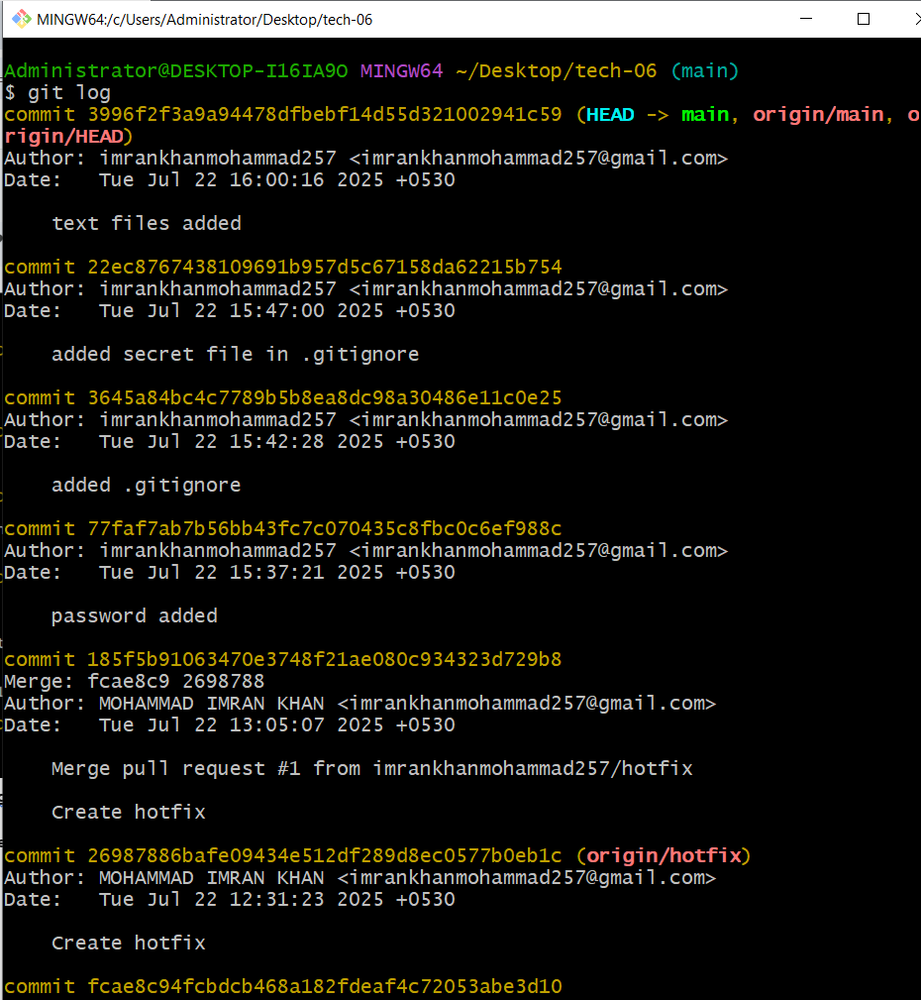 MINGW64:/c/Users/Administrator/Desktop/tech-06
Administrator@DESKTOP-I16IA9O MINGW64 ~/Desktop/tech-06 (main)
$ git log
commit 3996f2f3a9a94478dfbebf14d55d321002941c59 (HEAD -> main, origin/main, o
rigin/HEAD)
Author: imrankhanmohammad257 <imrankhanmohammad257@gmail.com>
Date:   Tue Jul 22 16:00:16 2025 +0530
text files added
commit 22ec8767438109691b957d5c67158da62215b754
Author: imrankhanmohammad257 <imrankhanmohammad257@gmail.com>
Date:   Tue Jul 22 15:47:00 2025 +0530
added secret file in .gitignore
commit 3645a84bc4c7789b5b8ea8dc98a30486e11c0e25
Author: imrankhanmohammad257 <imrankhanmohammad257@gmail.com>
Date:   Tue Jul 22 15:42:28 2025 +0530
added .gitignore
commit 77faf7ab7b56bb43fc7c070435c8fbc0c6ef988c
Author: imrankhanmohammad257 <imrankhanmohammad257@gmail.com>
Date:   Tue Jul 22 15:37:21 2025 +0530
password added
commit 185f5b91063470e3748f21ae080c934323d729b8
Merge: fcae8c9 2698788
Author: MOHAMMAD IMRAN KHAN <imrankhanmohammad257@gmail.com>
Date:   Tue Jul 22 13:05:07 2025 +0530
Merge pull request #1 from imrankhanmohammad257/hotfix
Create hotfix
commit 26987886bafe09434e512df289d8ec0577b0eb1c (origin/hotfix)
Author: MOHAMMAD IMRAN KHAN <imrankhanmohammad257@gmail.com>
Date:   Tue Jul 22 12:31:23 2025 +0530
Create hotfix
commit fcae8c94fcbdcb468a182fdeaf4c72053abe3d10